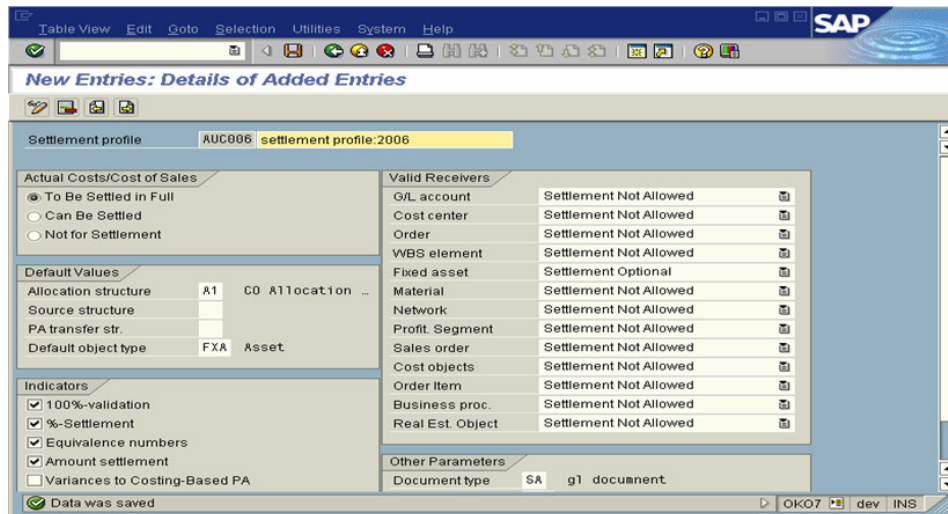 Table View Edit Goto Selection Utilities System Help
SAP
New Entries: Details of Added Entries
Settlement profile AUC006 settlement profile:2006
Actual Costs/Cost of Sales
To Be Settled in Full
Can Be Settled
Not for Settlement
Default Values
Allocation structure A1 CO Allocation …
Source structure
PA transfer str.
Default object type FXA Asset
Indicators
100%-validation
%-Settlement
Equivalence numbers
Amount settlement
Variances to Costing-Based PA
Valid Receivers
G/L account Settlement Not Allowed
Cost center Settlement Not Allowed
Order Settlement Not Allowed
WBS element Settlement Not Allowed
Fixed asset Settlement Optional
Material Settlement Not Allowed
Network Settlement Not Allowed
Profit. Segment Settlement Not Allowed
Sales order Settlement Not Allowed
Cost objects Settlement Not Allowed
Order Item Settlement Not Allowed
Business proc. Settlement Not Allowed
Real Est. Object Settlement Not Allowed
Other Parameters
Document type SA gl documnent
Data was saved
OKO7 dev INS